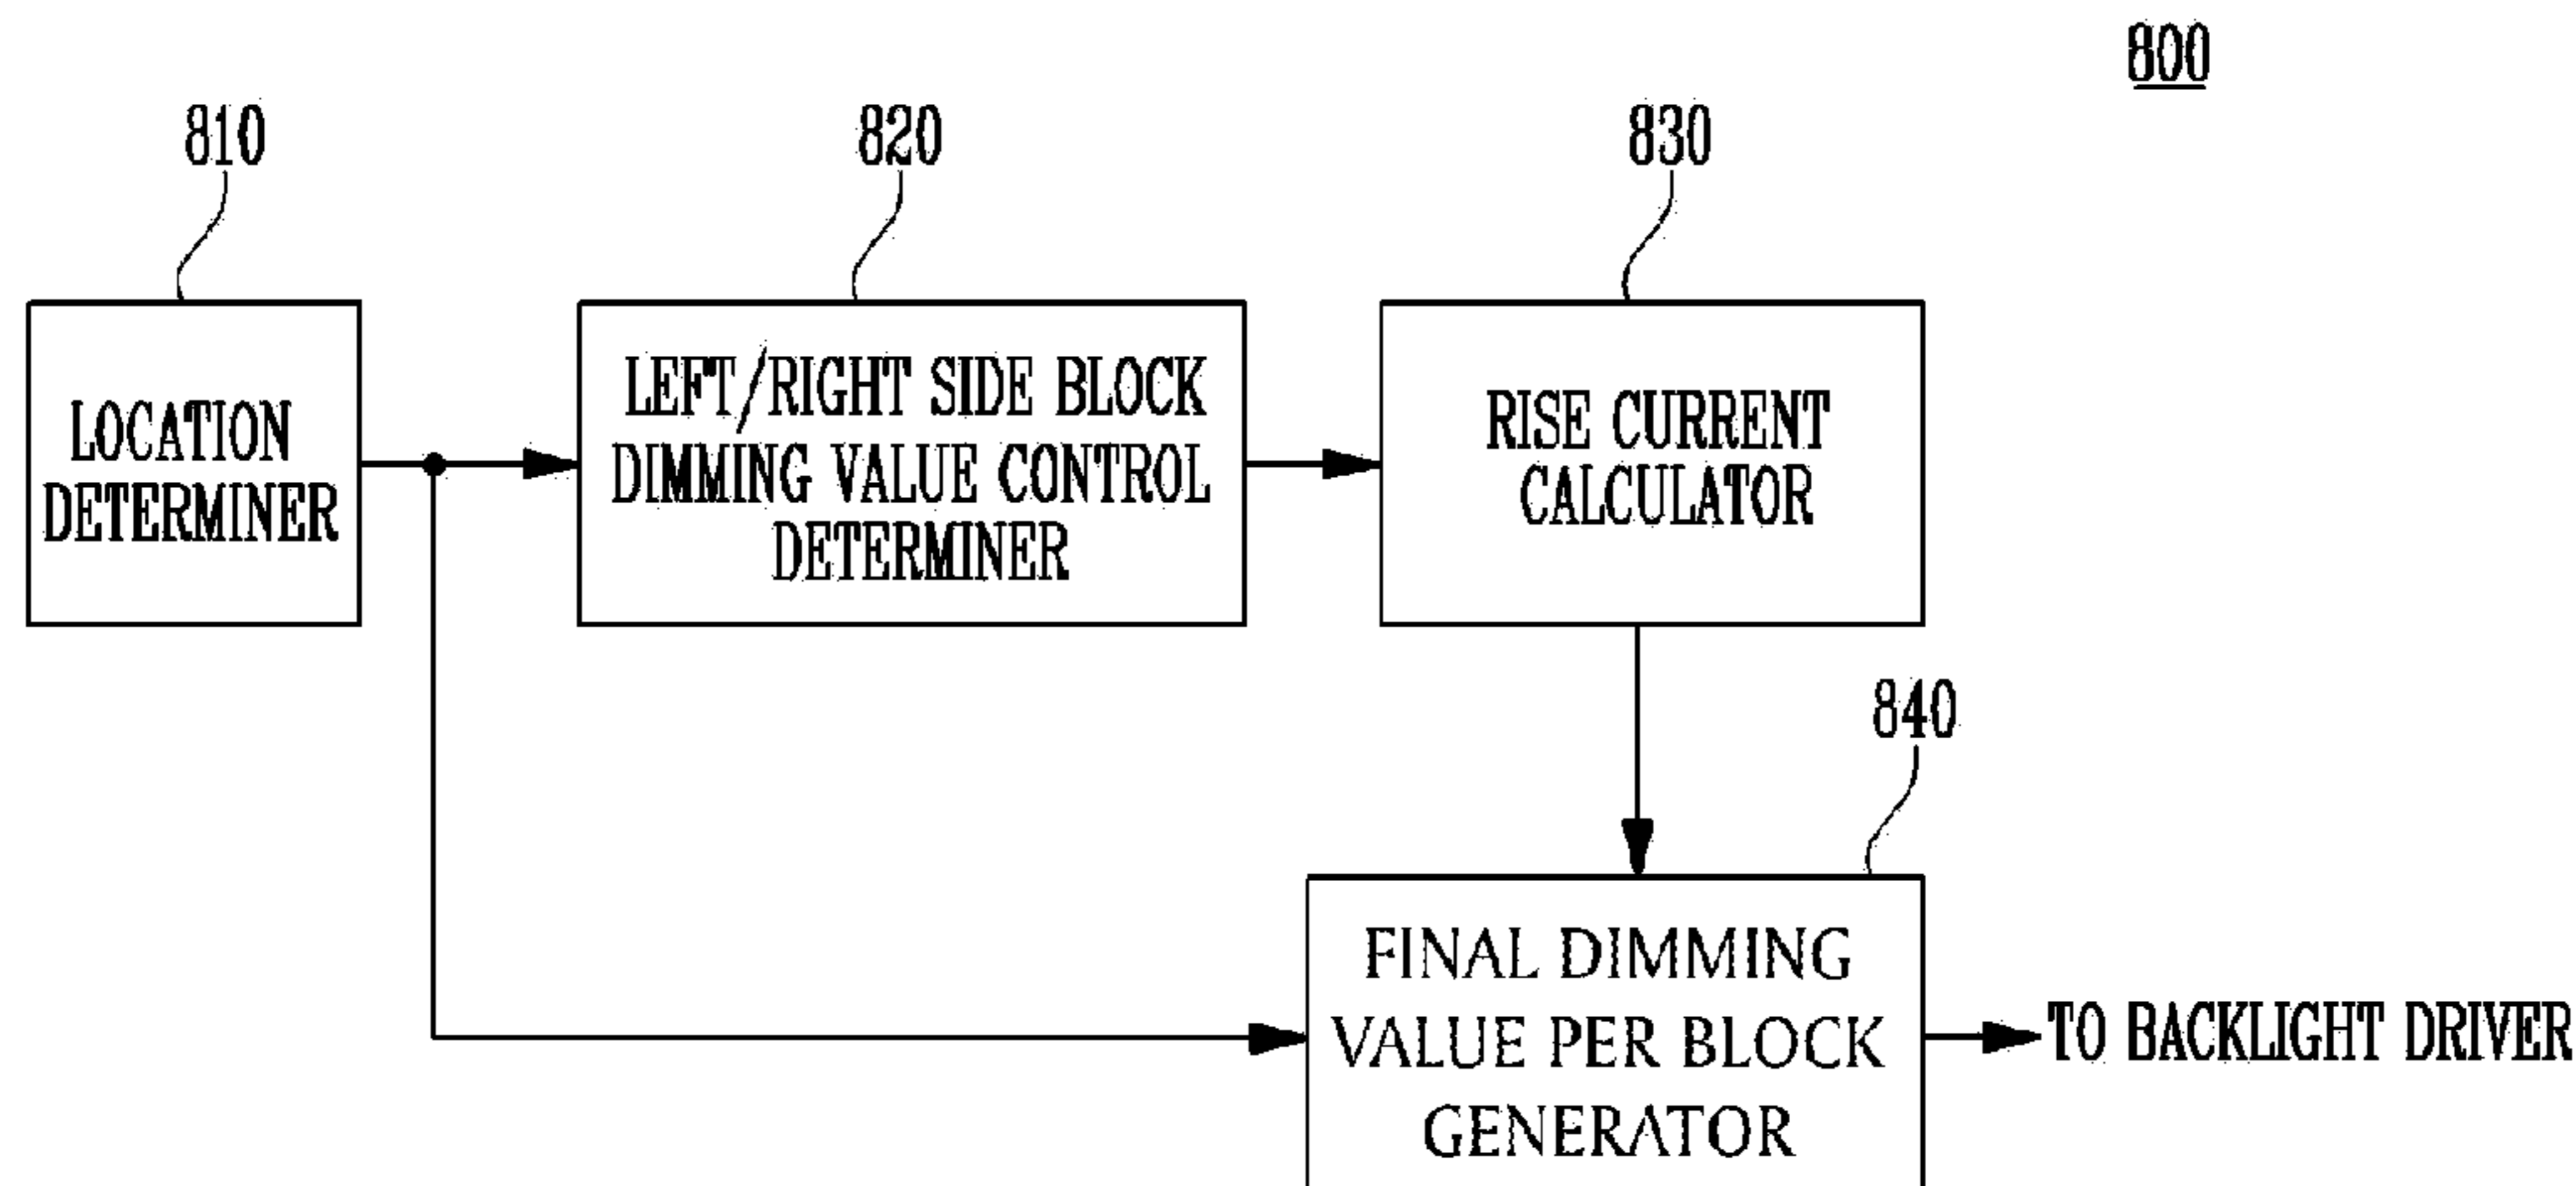 800
810
820
830
LOCATION
DETERMINER
LEFT/RIGHT SIDE BLOCK
DIMMING VALUE CONTROL
DETERMINER
RISE CURRENT
CALCULATOR
840
FINAL DIMMING
VALUE PER BLOCK
GENERATOR
TO BACKLIGHT DRIVER